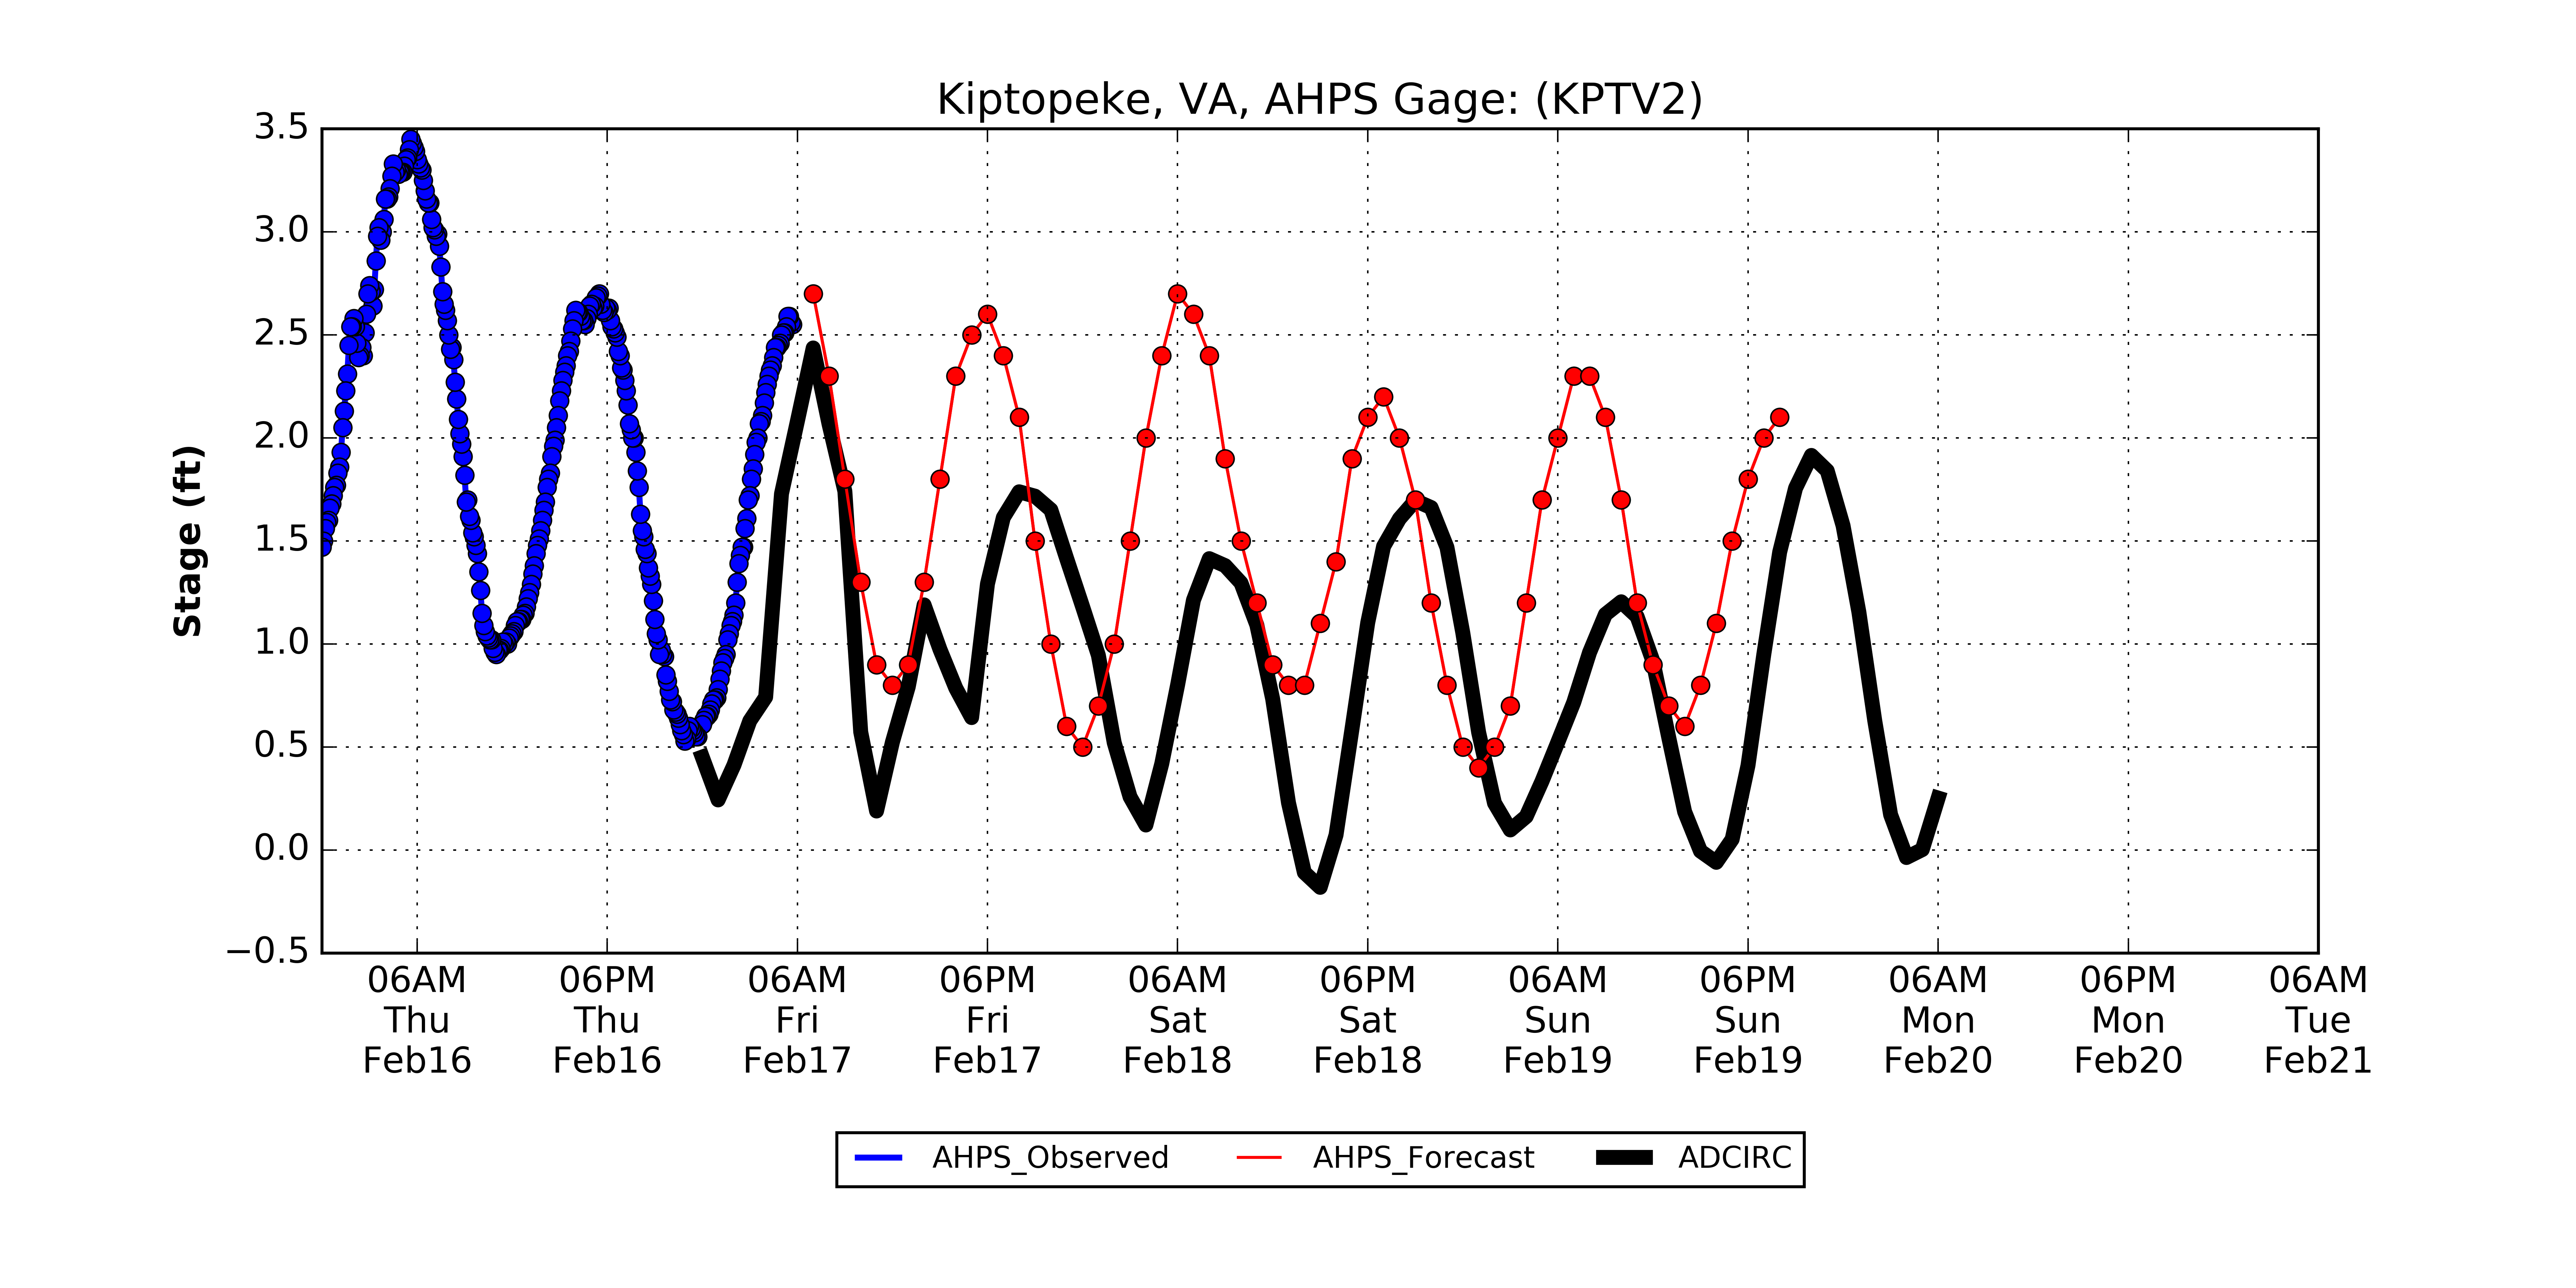 Kiptopeke, VA, AHPS Gage: (KPTV2)
Stage (ft)
3.5
3.0
2.5
2.0
1.5
1.0
0.5
0.0
−0.5
06AM 06PM 06AM 06PM 06AM 06PM 06AM 06PM 06AM 06PM 06AM
Thu Thu Fri Fri Sat Sat Sun Sun Mon Mon Tue
Feb16 Feb16 Feb17 Feb17 Feb18 Feb18 Feb19 Feb19 Feb20 Feb20 Feb21
AHPS_Observed AHPS_Forecast ADCIRC